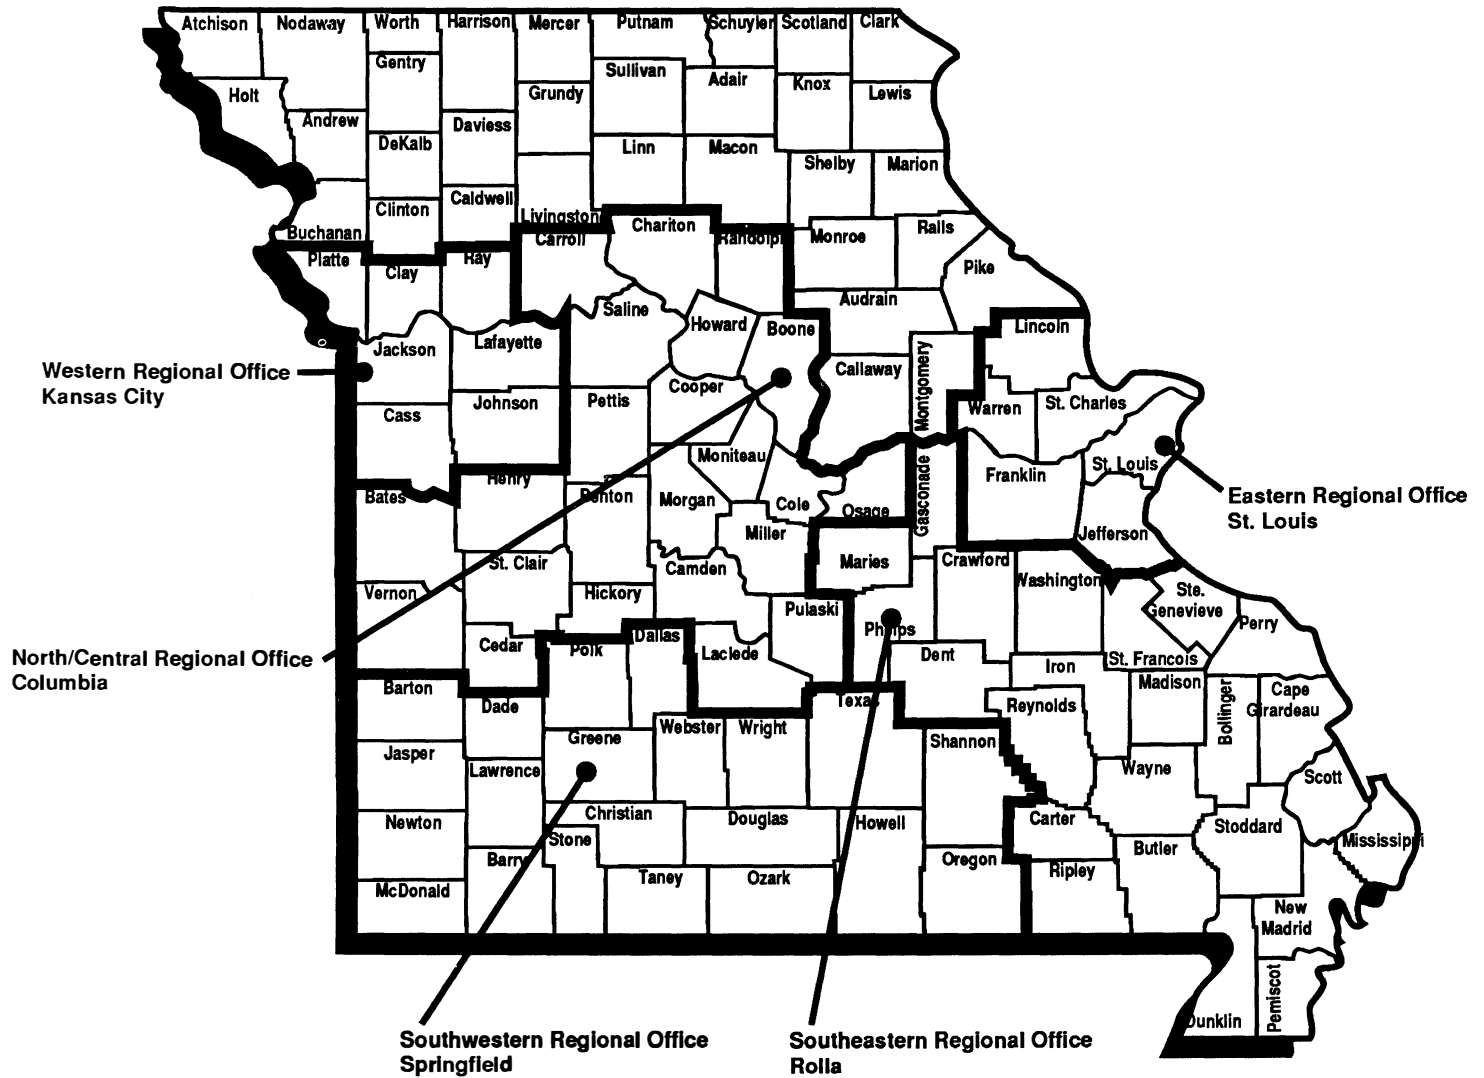 Atchison
Nodaway
Worth
Harrison
Mercer
Putnam
Schuyler
Scotland
Clark
Gentry
Sullivan
Adair
Knox
Lewis
Holt
Grundy
Andrew
Daviess
DeKalb
Linn
Macon
Shelby
Marion
Caldwell
Clinton
Livingston
Chariton
Buchanan
Carroll
Randolph
Monroe
Ralls
Platte
Clay
Ray
Pike
Audrain
Saline
Howard
Boone
Lincoln
Jackson
Lafayette
Callaway
Montgomery
Western Regional Office
Kansas City
Cooper
Cass
Johnson
Pettis
Warren
St. Charles
Moniteau
Franklin
St. Louis
Bates
Henry
Benton
Morgan
Cole
Osage
Gasconade
Eastern Regional Office
St. Louis
Miller
Jefferson
St. Clair
Camden
Maries
Crawford
Washington
Vernon
Hickory
Pulaski
Ste.
Genevieve
Phelps
Perry
Cedar
Polk
Dallas
Laclede
Dent
Iron
St. Francois
North/Central Regional Office
Columbia
Barton
Dade
Texas
Reynolds
Madison
Bollinger
Cape
Girardeau
Jasper
Greene
Webster
Wright
Shannon
Lawrence
Wayne
Scott
Newton
Christian
Douglas
Howell
Carter
Stoddard
Mississippi
Stone
Barry
Oregon
Butler
McDonald
Taney
Ozark
Ripley
New
Madrid
Pemiscot
Dunklin
Southwestern Regional Office
Springfield
Southeastern Regional Office
Rolla